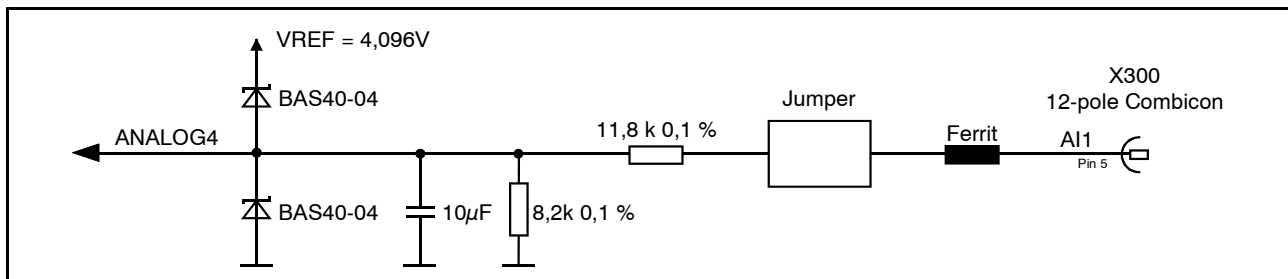 VREF = 4,096V
X300
12-pole Combicon
BAS40-04
Jumper
11,8 k 0,1 %
Ferrit
AI1
Pin 5
ANALOG4
BAS40-04
10µF
8,2k 0,1 %